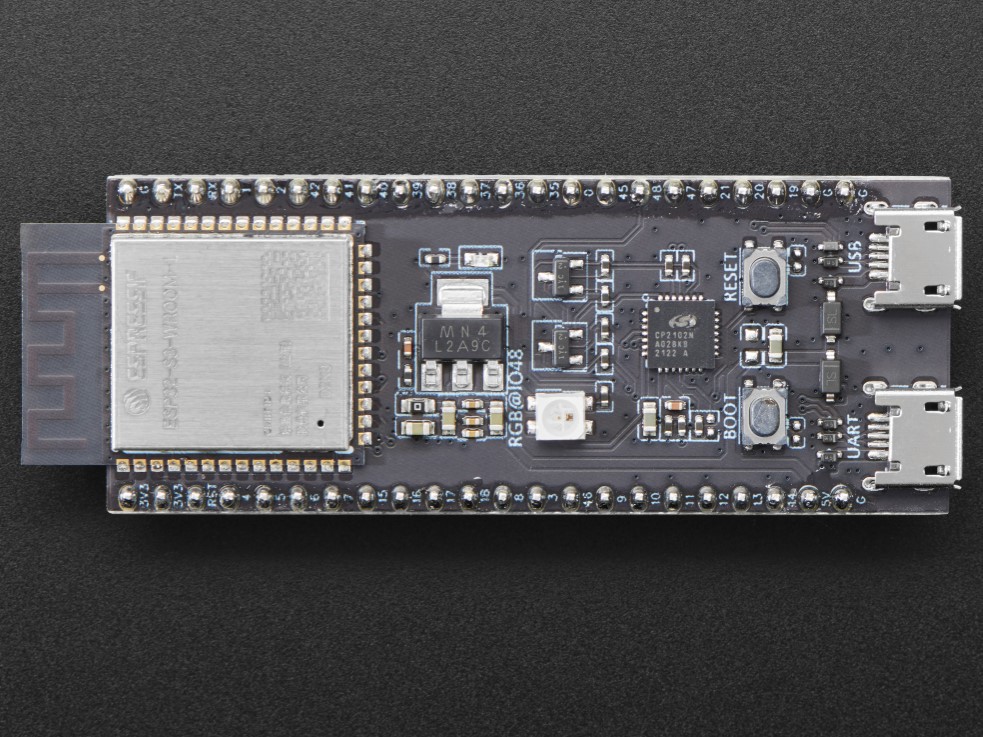 G TX RX 1 2 42 41 40 39 38 37 36 35 0 45 48 47 21 20 19 G G
ESPRESSIF
ESP32-S3-WROOM-1
MN4
L2A9C
RGB@IO48
CP2102N
A02BK9
2122 A
RESET
BOOT
USB
UART
3V3 3V3 RST 4 5 6 7 15 16 17 18 8 3 46 9 10 11 12 13 14 5V G